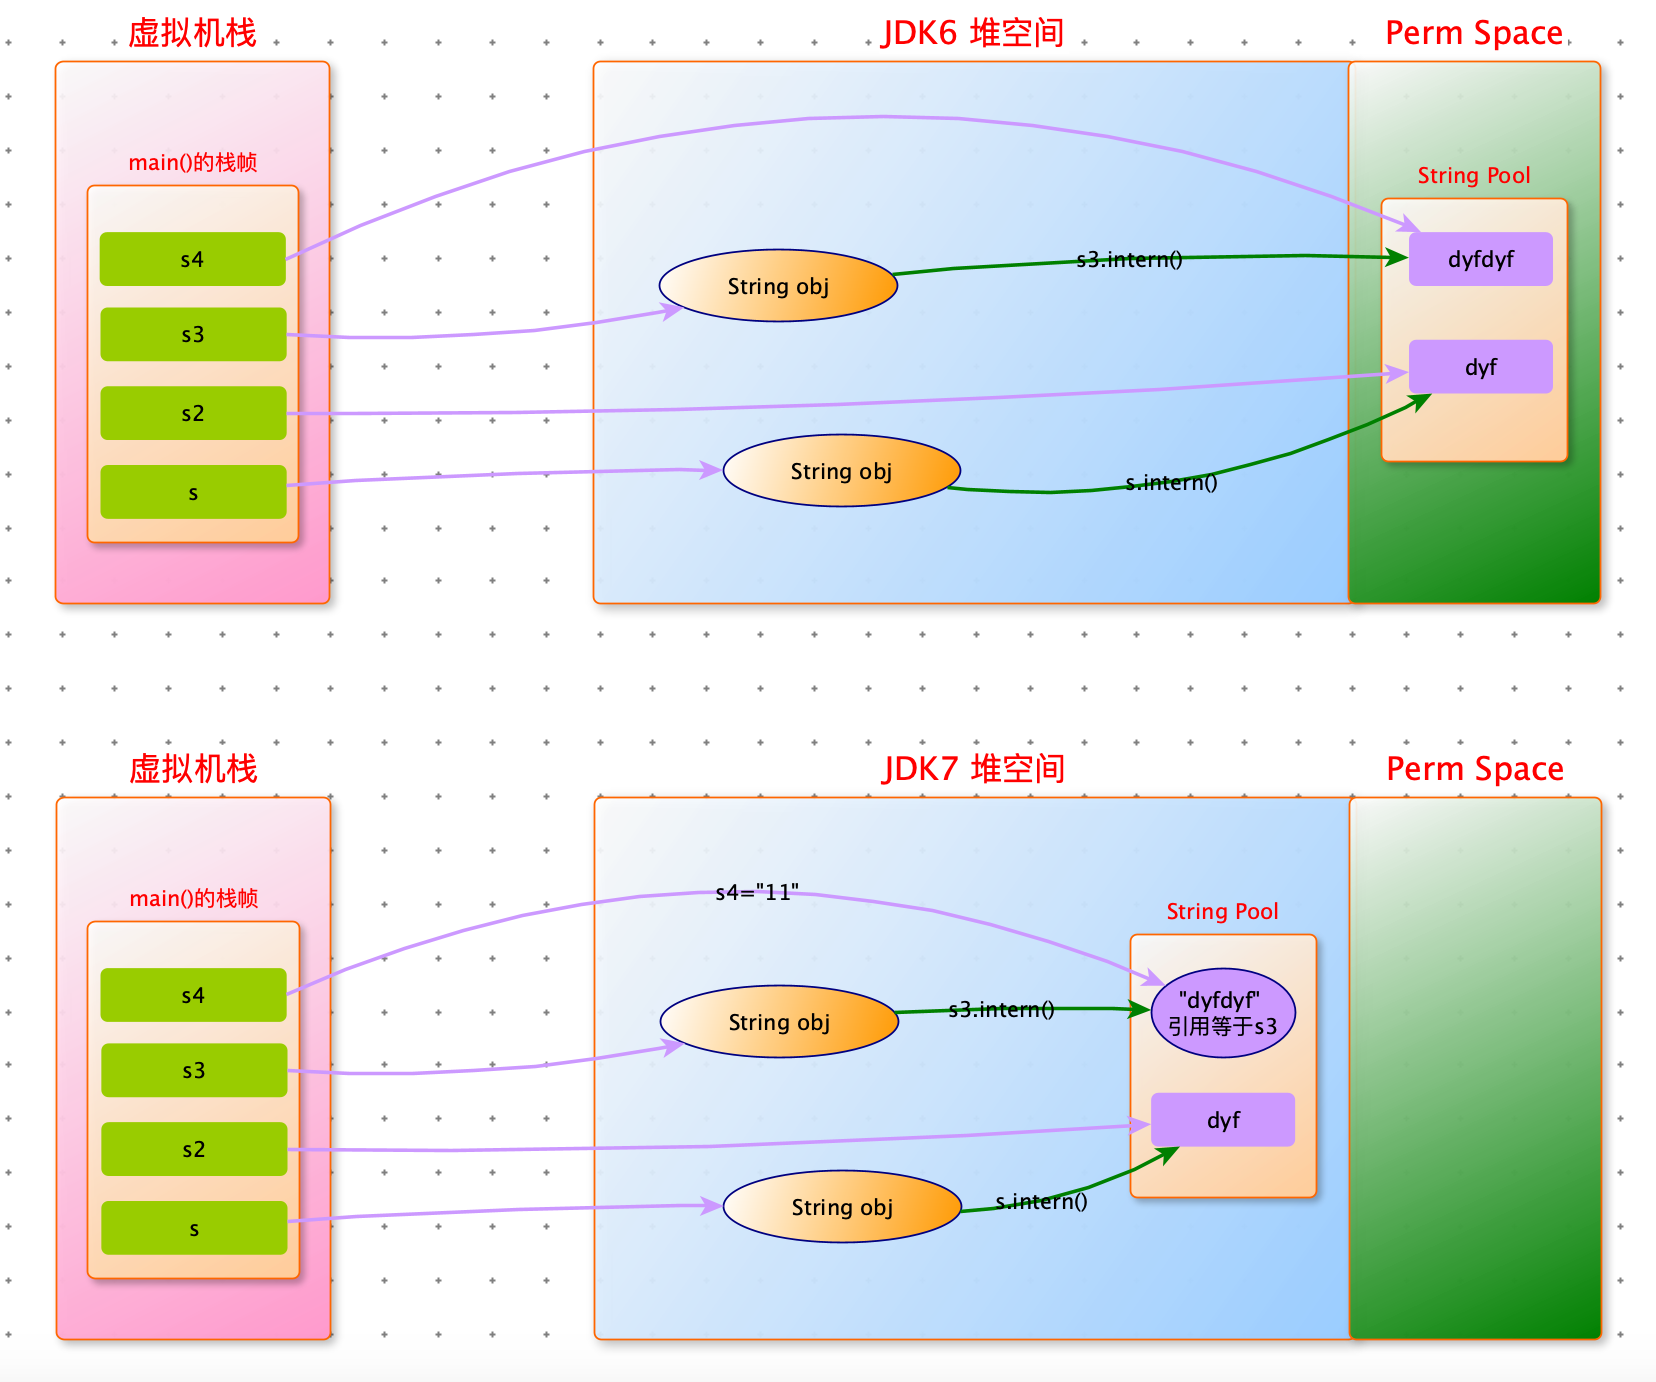 虚拟机栈
JDK6 堆空间
Perm Space
main()的栈帧
String Pool
s4
s3.intern()
dyfdyf
String obj
s3
dyf
s2
String obj
s.intern()
s
虚拟机栈
JDK7 堆空间
Perm Space
s4="11"
main()的栈帧
String Pool
s4
"dyfdyf"
引用等于s3
s3.intern()
String obj
s3
dyf
s2
s.intern()
String obj
s